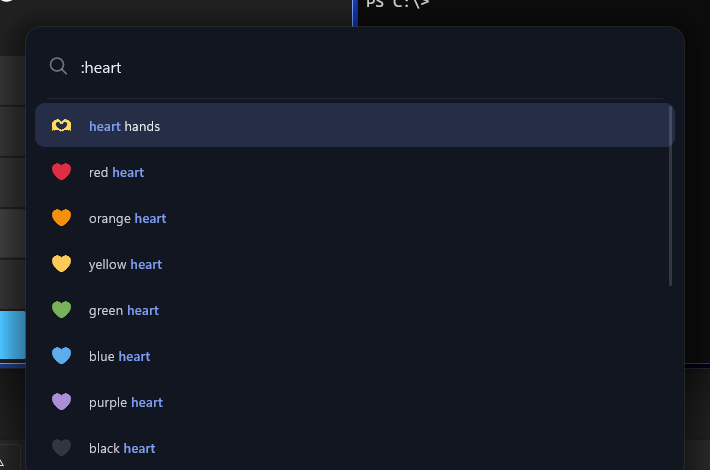 PS C:\>
:heart
heart hands
red heart
orange heart
yellow heart
green heart
blue heart
purple heart
black heart